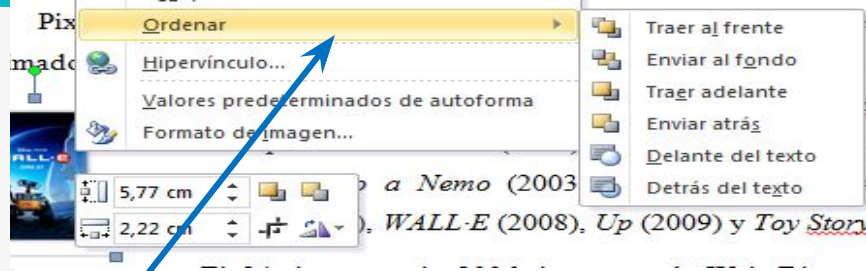 Pix
Ordenar
Traer al frente
imado
Hipervínculo...
Enviar al fondo
Traer adelante
Valores predeterminados de autoforma
Enviar atrás
Formato de imagen...
Delante del texto
WALL·E
Detrás del texto
5,77 cm
o a Nemo (2003
2,22 cm
), WALL·E (2008), Up (2009) y Toy Story